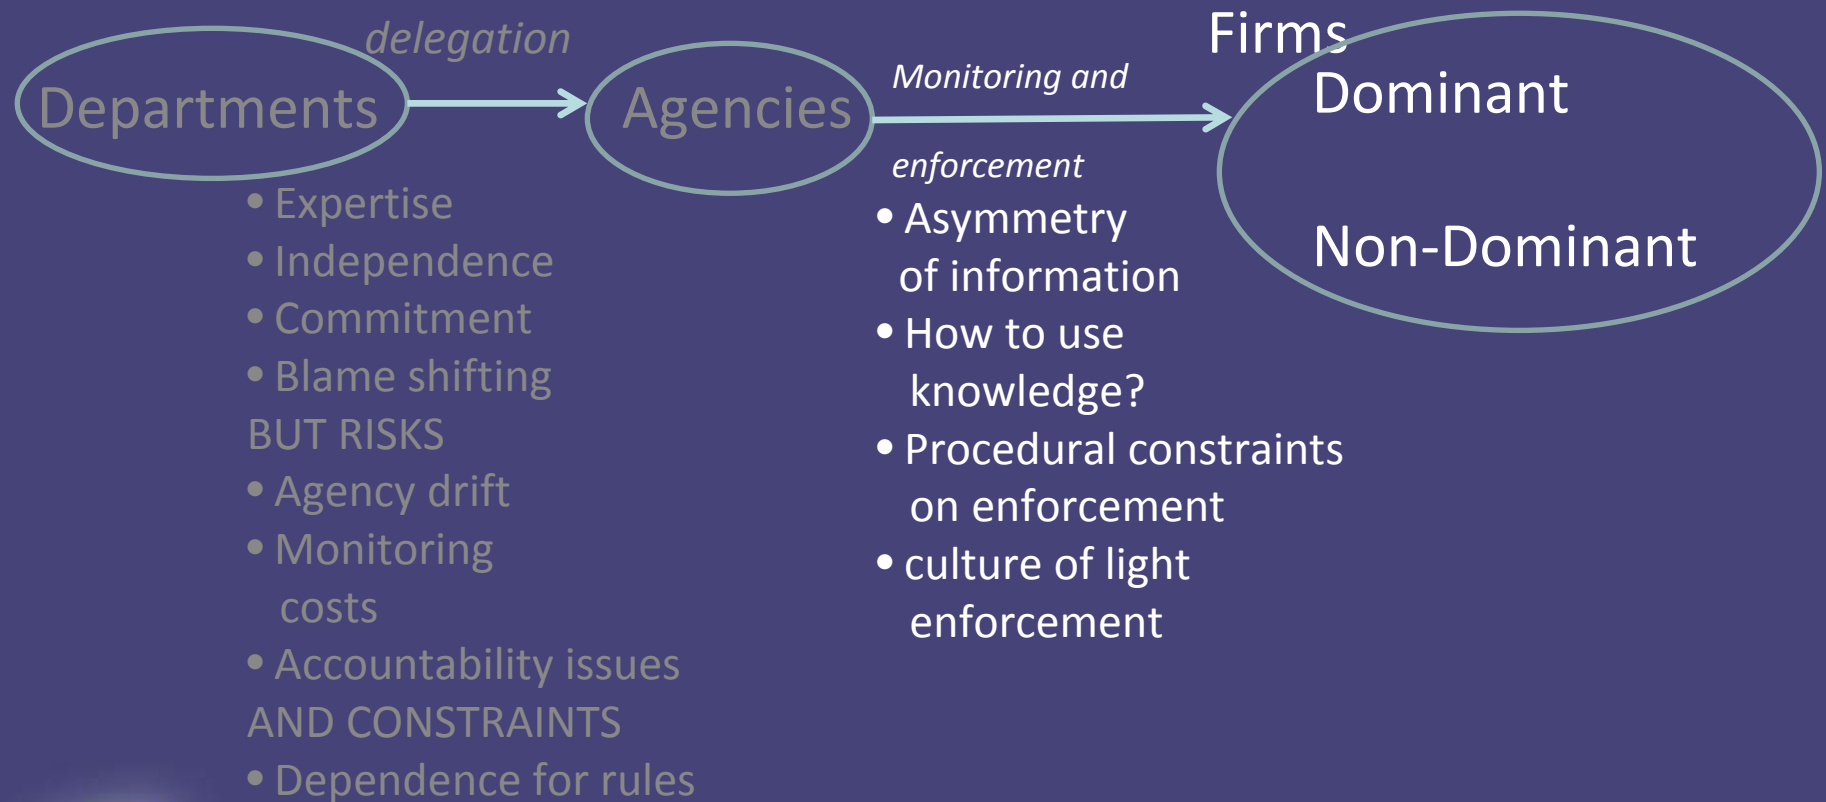 delegation
Departments
Agencies
Monitoring and
enforcement
Firms
Dominant
Non-Dominant
• Expertise
• Independence
• Commitment
• Blame shifting
BUT RISKS
• Agency drift
• Monitoring
costs
• Accountability issues
AND CONSTRAINTS
• Dependence for rules
• Asymmetry
of information
• How to use
knowledge?
• Procedural constraints
on enforcement
• culture of light
enforcement